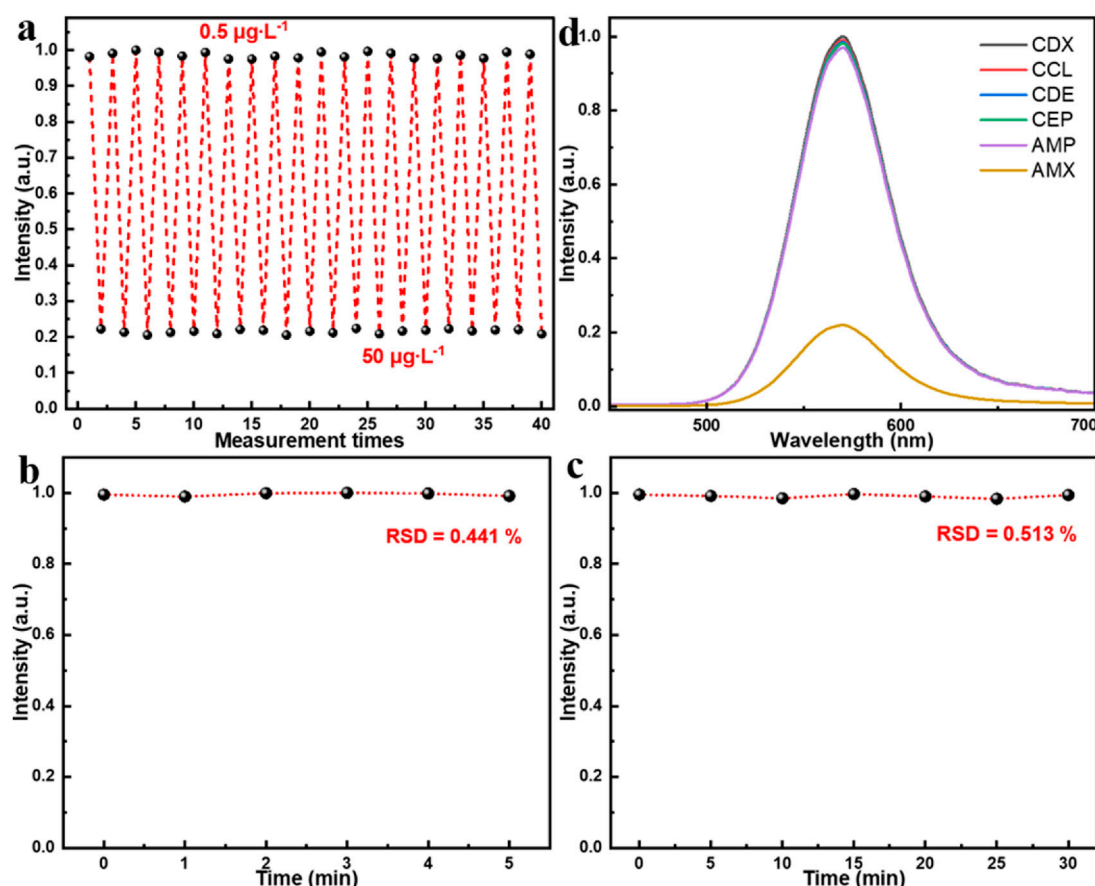 a
0.5 μg·L⁻¹
50 μg·L⁻¹
Intensity (a.u.)
1.0
0.9
0.8
0.7
0.6
0.5
0.4
0.3
0.2
0.1
0.0
0 5 10 15 20 25 30 35 40
Measurement times
d
CDX
CCL
CDE
CEP
AMP
AMX
Intensity (a.u.)
1.0
0.8
0.6
0.4
0.2
0.0
500 600 700
Wavelength (nm)
b
RSD = 0.441 %
Intensity (a.u.)
1.0
0.8
0.6
0.4
0.2
0.0
0 1 2 3 4 5
Time (min)
c
RSD = 0.513 %
Intensity (a.u.)
1.0
0.8
0.6
0.4
0.2
0.0
0 5 10 15 20 25 30
Time (min)